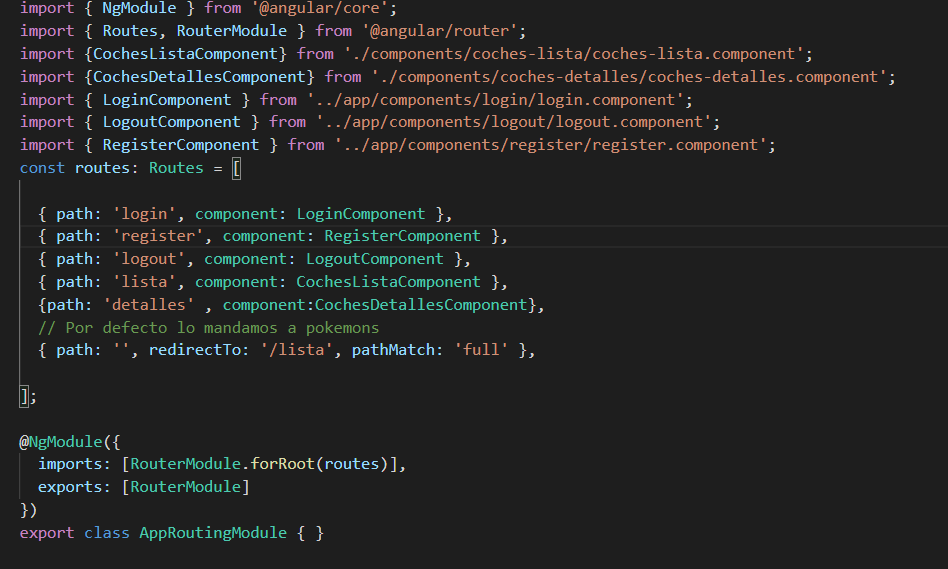 import { NgModule } from '@angular/core';
import { Routes, RouterModule } from '@angular/router';
import {CochesListaComponent} from './components/coches-lista/coches-lista.component';
import {CochesDetallesComponent} from './components/coches-detalles/coches-detalles.component';
import { LoginComponent } from '../app/components/login/login.component';
import { LogoutComponent } from '../app/components/logout/logout.component';
import { RegisterComponent } from '../app/components/register/register.component';
const routes: Routes = [
{ path: 'login', component: LoginComponent },
{ path: 'register', component: RegisterComponent },
{ path: 'logout', component: LogoutComponent },
{ path: 'lista', component: CochesListaComponent },
{path: 'detalles' , component:CochesDetallesComponent},
// Por defecto lo mandamos a pokemons
{ path: '', redirectTo: '/lista', pathMatch: 'full' },
];
@NgModule({
imports: [RouterModule.forRoot(routes)],
exports: [RouterModule]
})
export class AppRoutingModule { }